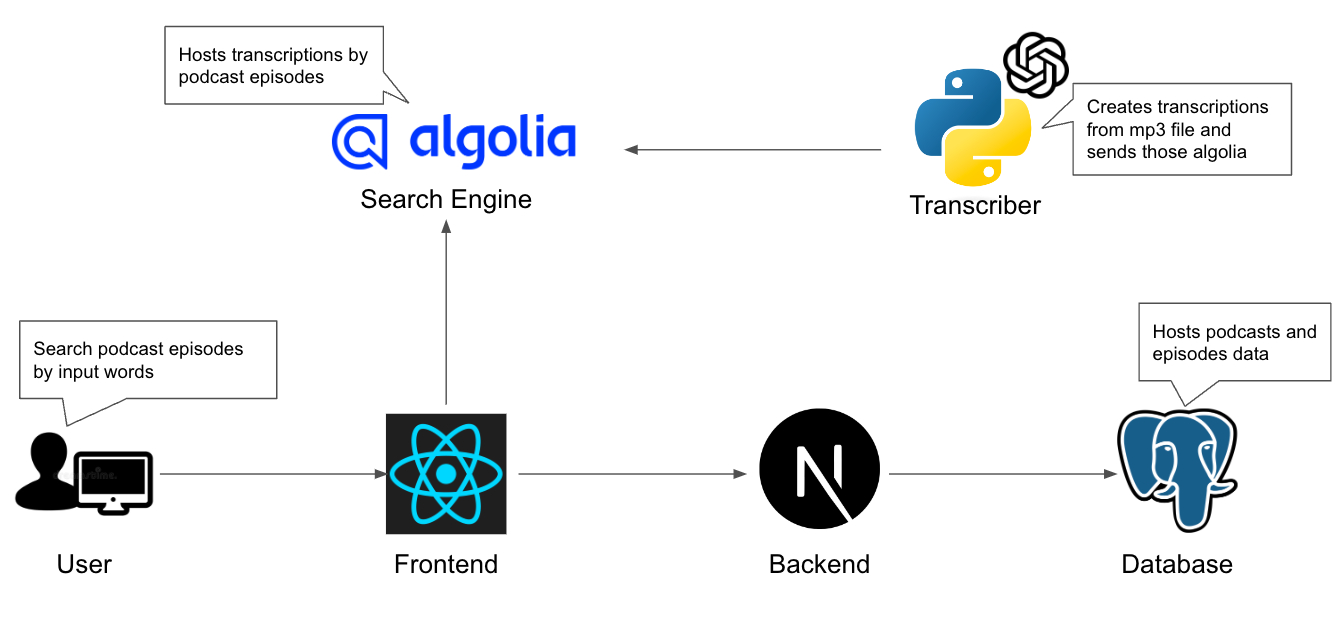 Hosts transcriptions by
podcast episodes
algolia
Search Engine
Creates transcriptions
from mp3 file and
sends those algolia
Transcriber
Search podcast episodes
by input words
Hosts podcasts and
episodes data
User
Frontend
Backend
Database